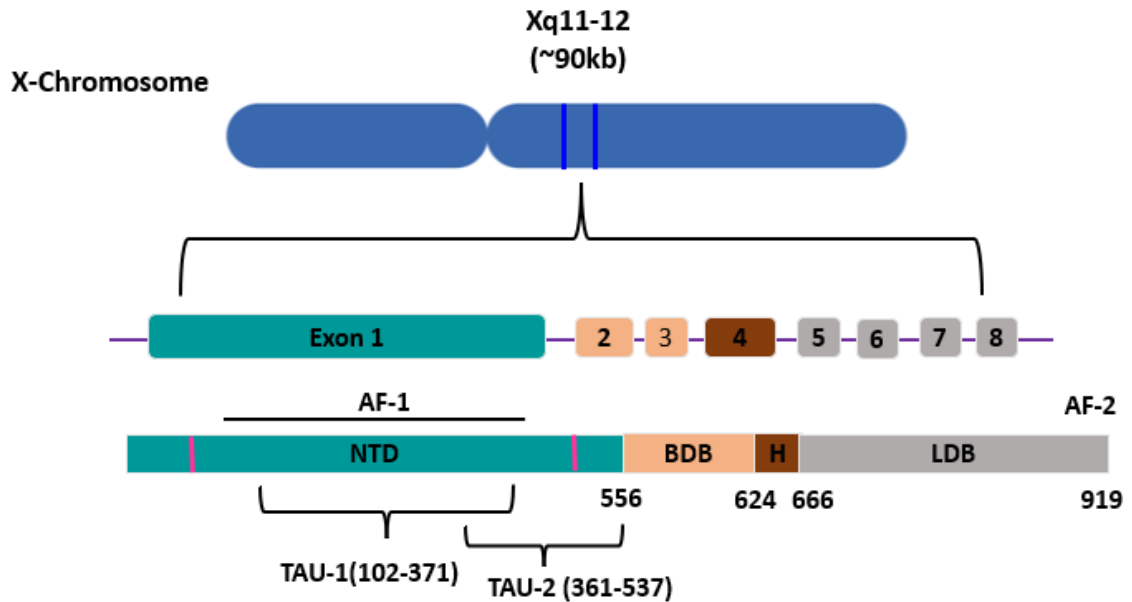 Xq11-12
(~90kb)
X-Chromosome
Exon 1 2 3 4 5 6 7 8
AF-1
AF-2
NTD BDB H LDB
556 624 666 919
TAU-1(102-371)
TAU-2 (361-537)